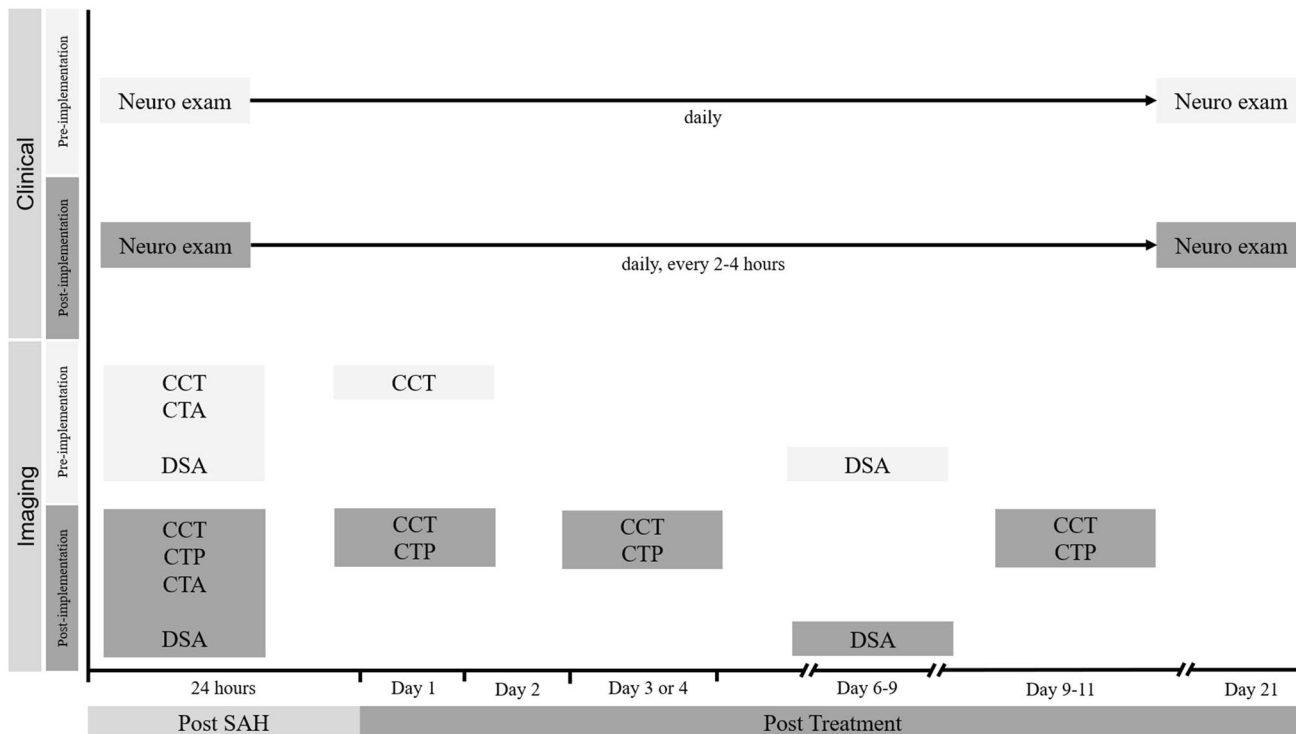 Clinical
Pre-implementation
Neuro exam
daily
Neuro exam
Post-implementation
Neuro exam
daily, every 2-4 hours
Neuro exam
Imaging
Pre-implementation
CCT
CTA
DSA
CCT
DSA
Post-implementation
CCT
CTP
CTA
DSA
CCT
CTP
CCT
CTP
DSA
CCT
CTP
24 hours
Day 1
Day 2
Day 3 or 4
Day 6-9
Day 9-11
Day 21
Post SAH
Post Treatment